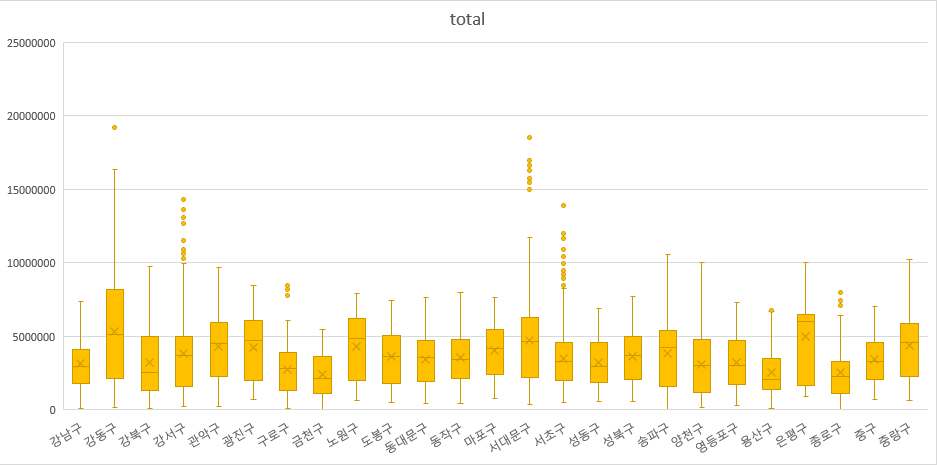 total
25000000
20000000
15000000
10000000
5000000
0
강남구
강동구
강북구
강서구
관악구
광진구
구로구
금천구
노원구
도봉구
동대문구
동작구
마포구
서대문구
서초구
성동구
성북구
송파구
양천구
영등포구
용산구
은평구
종로구
중구
중랑구